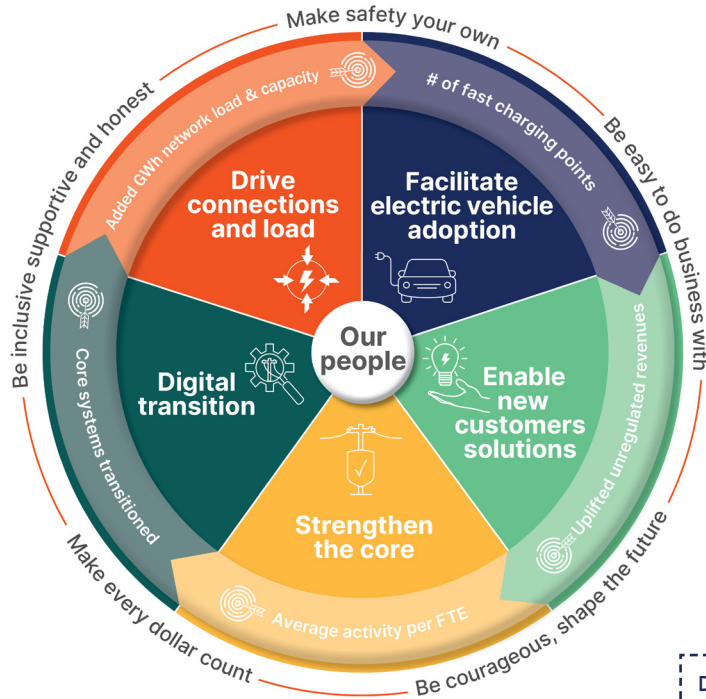 Make safety your own
Be easy to do business with
Be courageous, shape the future
Make every dollar count
Be inclusive supportive and honest
Added GWh network load & capacity
# of fast charging points
Uplifted unregulated revenues
Average activity per FTE
Core systems transitioned
Drive
connections
and load
Facilitate
electric vehicle
adoption
Enable
new
customers
solutions
Strengthen
the core
Digital
transition
Our
people
D